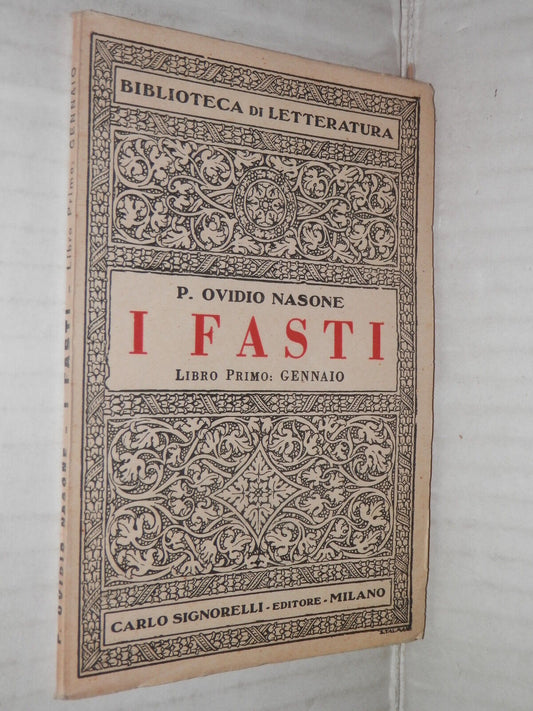 BIBLIOTECA DI LETTERATURA
P. OVIDIO NASONE
I FASTI
LIBRO PRIMO: GENNAIO
CARLO SIGNORELLI - EDITORE - MILANO
P. OVIDIO NASONE - I FASTI - Libro Primo: GENNAIO